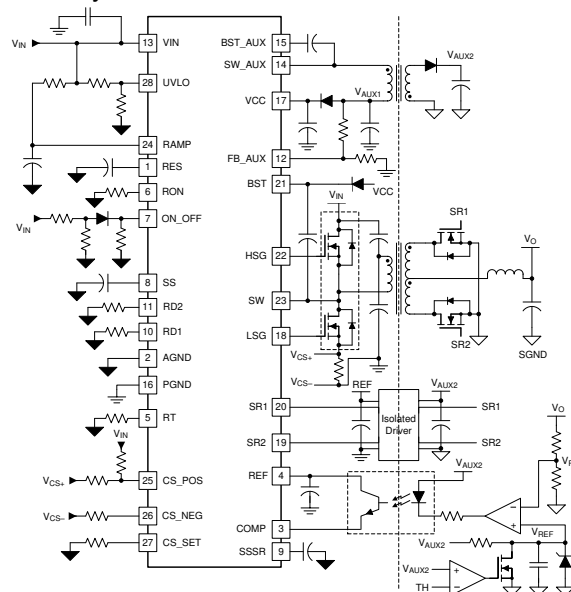 VIN
13 VIN
28 UVLO
24 RAMP
1 RES
6 RON
VIN
7 ON_OFF
8 SS
11 RD2
10 RD1
2 AGND
16 PGND
5 RT
VIN
VCS+
25 CS_POS
VCS–
26 CS_NEG
27 CS_SET
BST_AUX 15
SW_AUX 14
VCC 17
VAUX1
VAUX2
FB_AUX 12
BST 21
VCC
VIN
HSG 22
SW 23
LSG 18
VCS+
VCS–
SR1
SR2
VO
SGND
SR1 20
SR2 19
REF
VAUX2
Isolated
Driver
SR1
SR2
REF 4
COMP 3
SSSR 9
VAUX2
VO
VAUX2
VREF
VAUX2
TH
+
–
–
+